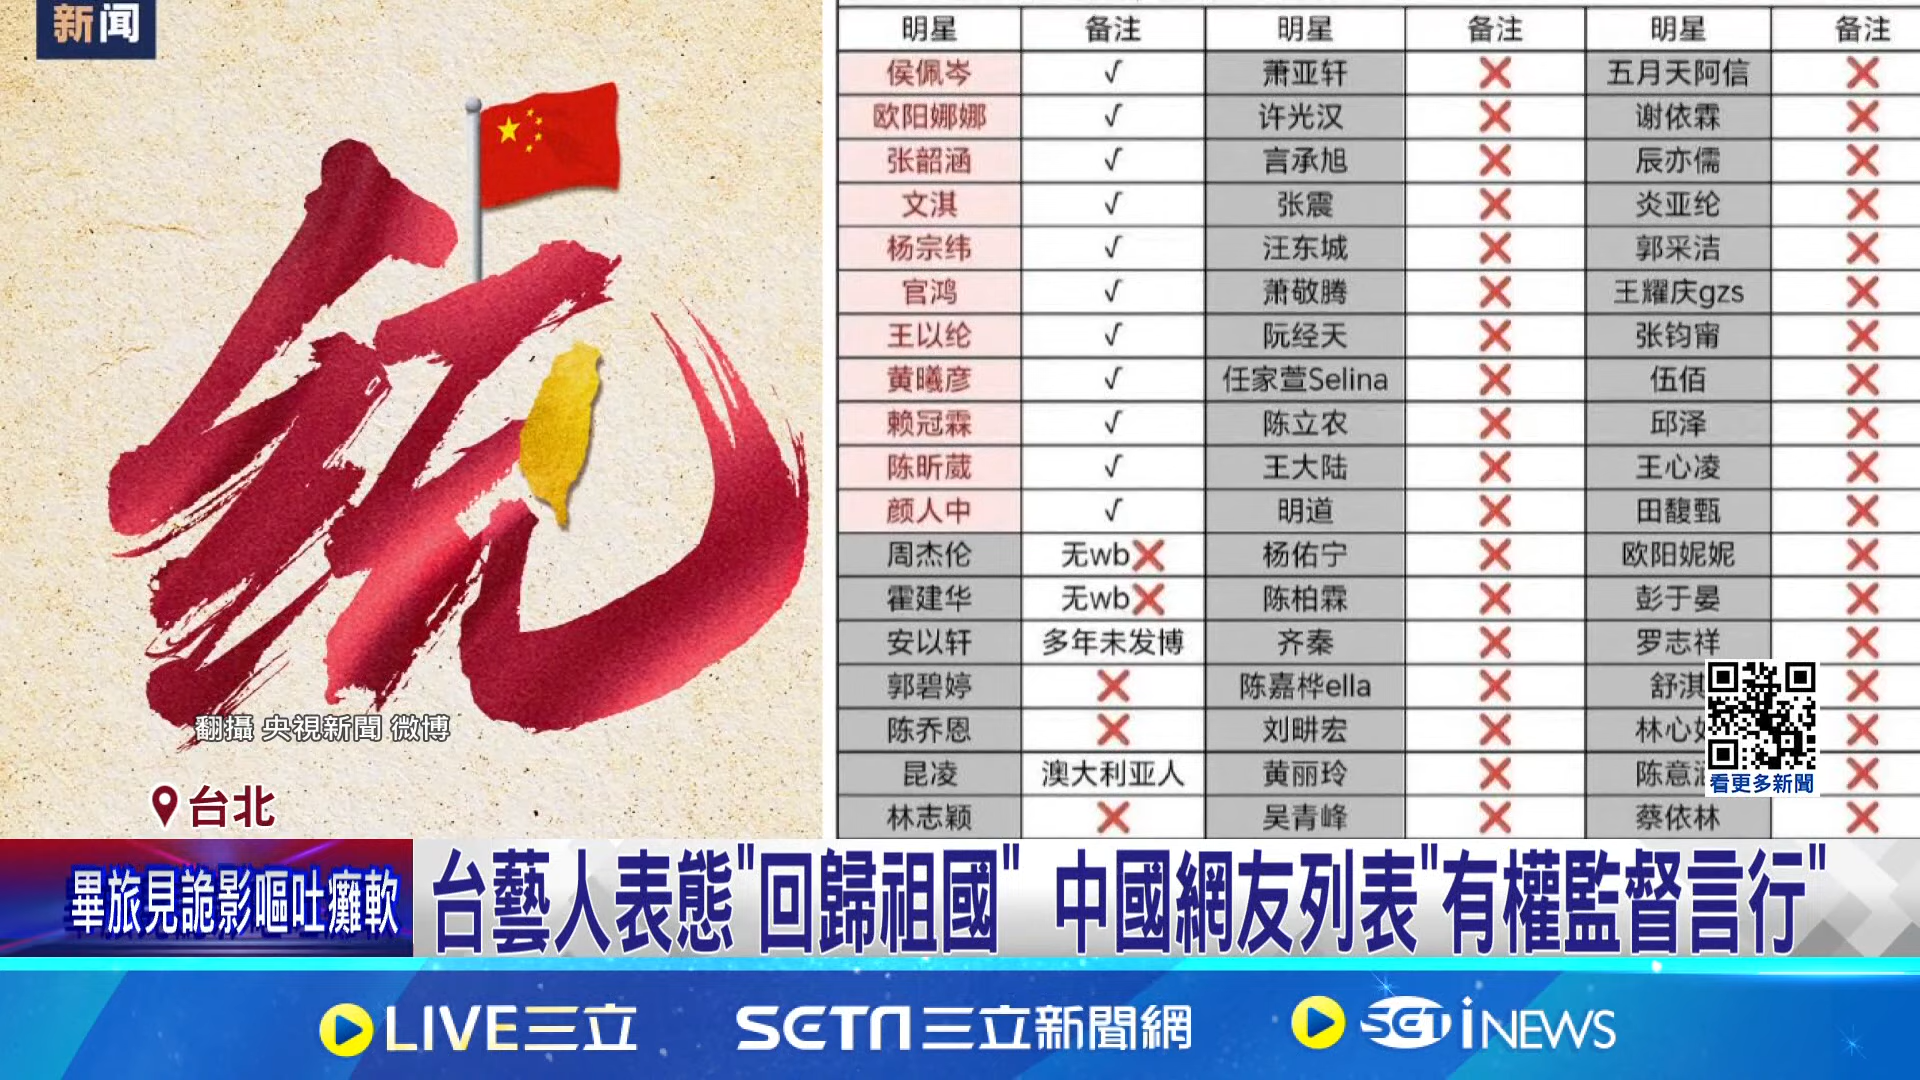 新闻
统
翻攝 央視新聞 微博
台北
明星 备注 明星 备注 明星 备注
侯佩岑 √ 萧亚轩 ❌ 五月天阿信 ❌
欧阳娜娜 √ 许光汉 ❌ 谢依霖 ❌
张韶涵 √ 言承旭 ❌ 辰亦儒 ❌
文淇 √ 张震 ❌ 炎亚纶 ❌
杨宗纬 √ 汪东城 ❌ 郭采洁 ❌
官鸿 √ 萧敬腾 ❌ 王耀庆gzs ❌
王以纶 √ 阮经天 ❌ 张钧甯 ❌
黄曦彦 √ 任家萱Selina ❌ 伍佰 ❌
赖冠霖 √ 陈立农 ❌ 邱泽 ❌
陈昕葳 √ 王大陆 ❌ 王心凌 ❌
颜人中 √ 明道 ❌ 田馥甄 ❌
周杰伦 无wb❌ 杨佑宁 ❌ 欧阳妮妮 ❌
霍建华 无wb❌ 陈柏霖 ❌ 彭于晏 ❌
安以轩 多年未发博 齐秦 ❌ 罗志祥 ❌
郭碧婷 ❌ 陈嘉桦ella ❌ 舒淇 ❌
陈乔恩 ❌ 刘畊宏 ❌ 林心 ❌
昆凌 澳大利亚人 黄丽玲 ❌ 陈意 ❌
林志颖 ❌ 吴青峰 ❌ 蔡依林 ❌
看更多新聞
畢旅見詭影嘔吐癱軟
台藝人表態"回歸祖國" 中國網友列表"有權監督言行"
LIVE三立
SETN三立新聞網
SETiNEWS